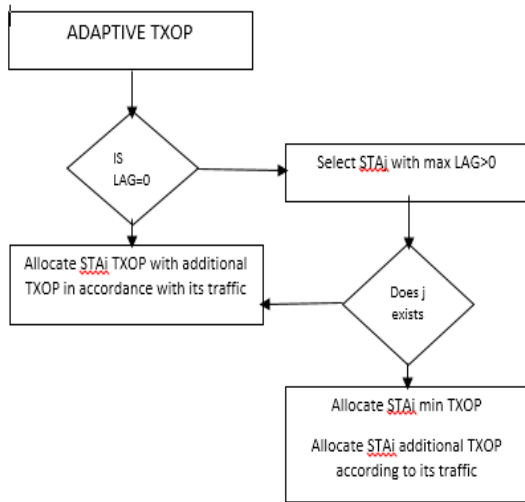 ADAPTIVE TXOP
IS
LAG=0
Select STAj with max LAG>0
Allocate STAi TXOP with additional
TXOP in accordance with its traffic
Does j
exists
Allocate STAi min TXOP
Allocate STAj additional TXOP
according to its traffic